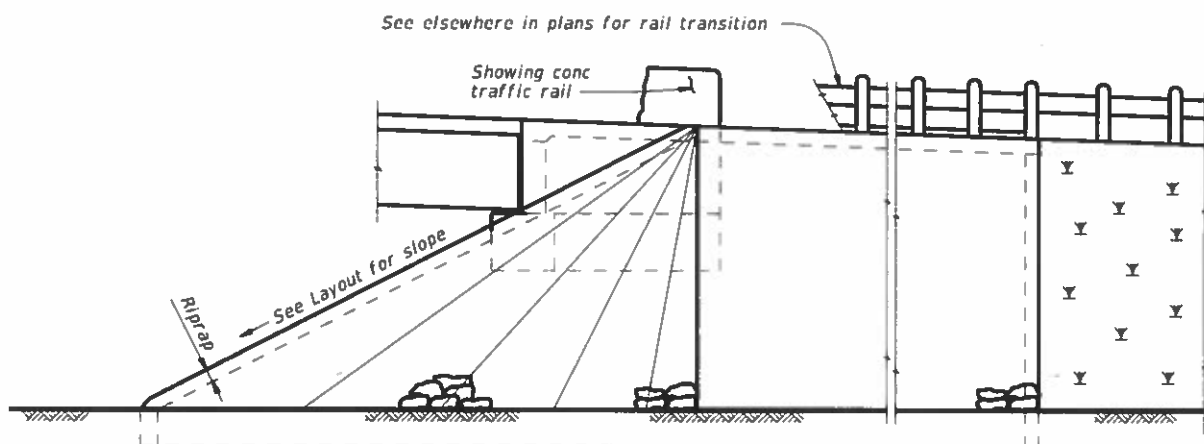 See elsewhere in plans for rail transition
Showing conc
traffic rail
See Layout for slope
Riprap